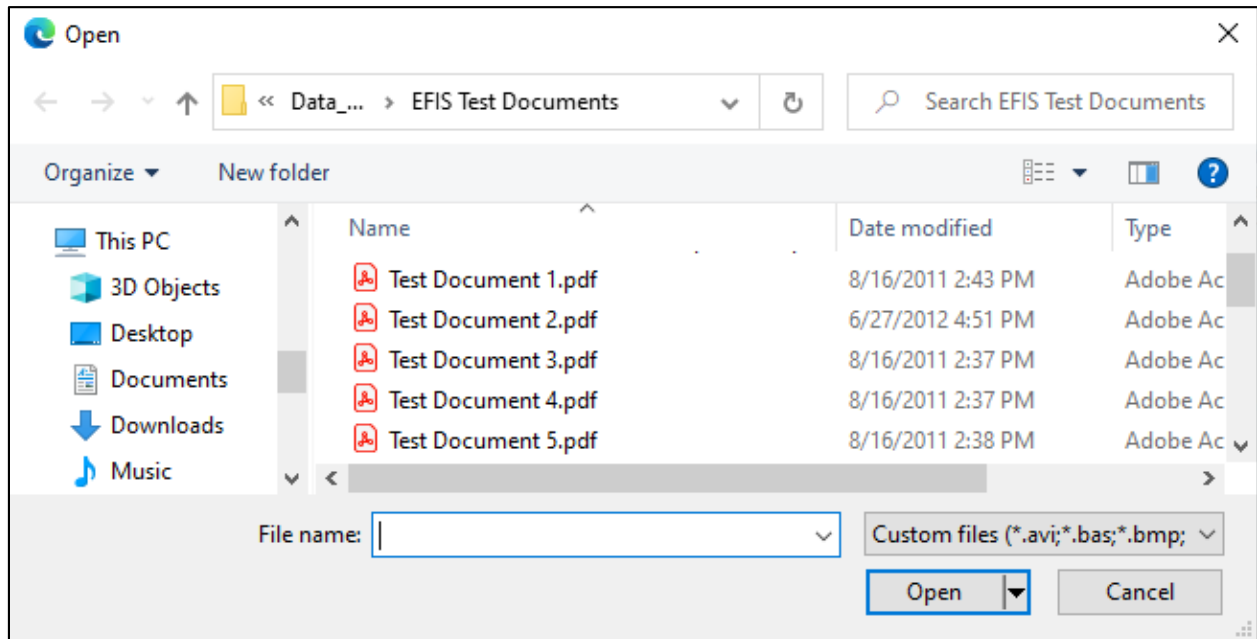 Open
« Data_... > EFIS Test Documents
Search EFIS Test Documents
Organize
New folder
This PC
3D Objects
Desktop
Documents
Downloads
Music
Name Date modified Type
Test Document 1.pdf 8/16/2011 2:43 PM Adobe Ac
Test Document 2.pdf 6/27/2012 4:51 PM Adobe Ac
Test Document 3.pdf 8/16/2011 2:37 PM Adobe Ac
Test Document 4.pdf 8/16/2011 2:37 PM Adobe Ac
Test Document 5.pdf 8/16/2011 2:38 PM Adobe Ac
File name:
Custom files (*.avi;*.bas;*.bmp;
Open
Cancel